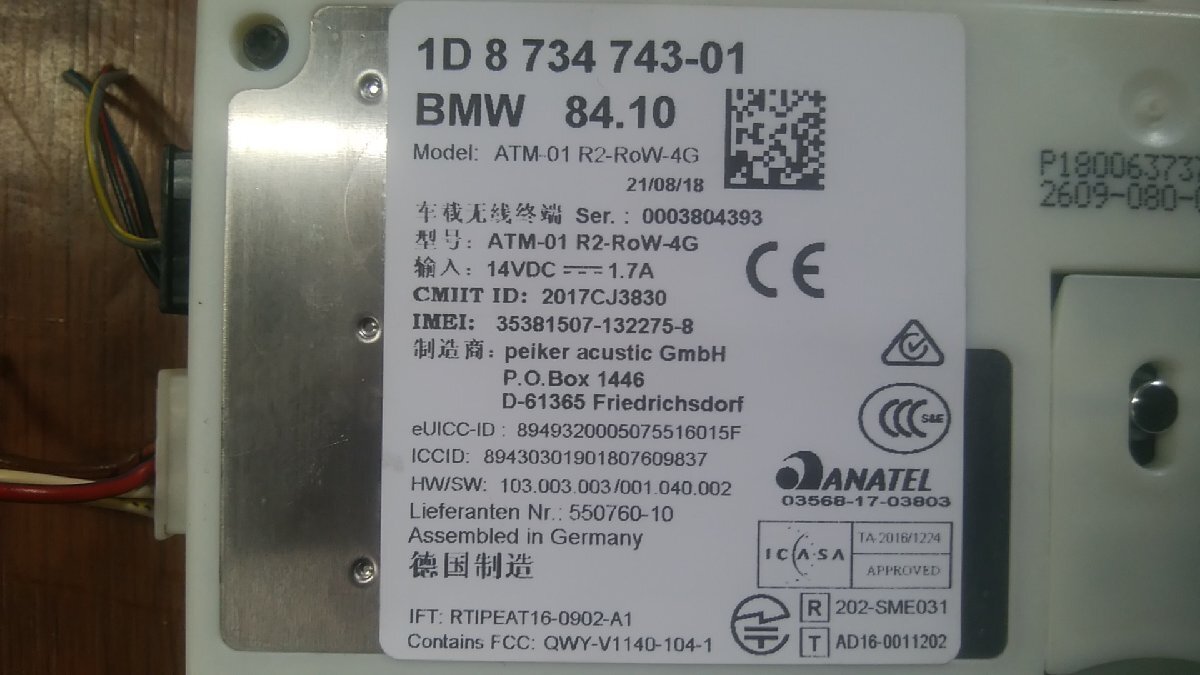 1D 8 734 743-01
BMW 84.10
Model: ATM-01 R2-RoW-4G
21/08/18
车载无线终端 Ser. : 0003804393
型号: ATM-01 R2-RoW-4G
输入: 14VDC 1.7A
CMIIT ID: 2017CJ3830
IMEI: 35381507-132275-8
制造商: peiker acustic GmbH
P.O.Box 1446
D-61365 Friedrichsdorf
eUICC-ID : 8949320005075516015F
ICCID: 89430301901807609837
HW/SW: 103.003.003/001.040.002
Lieferanten Nr.: 550760-10
Assembled in Germany
德国制造
IFT: RTIPEAT16-0902-A1
Contains FCC: QWY-V1140-104-1
CE
CCC S&E
ANATEL
03568-17-03803
ICASA TA-2016/1224
APPROVED
R 202-SME031
T AD16-0011202
2609-080-